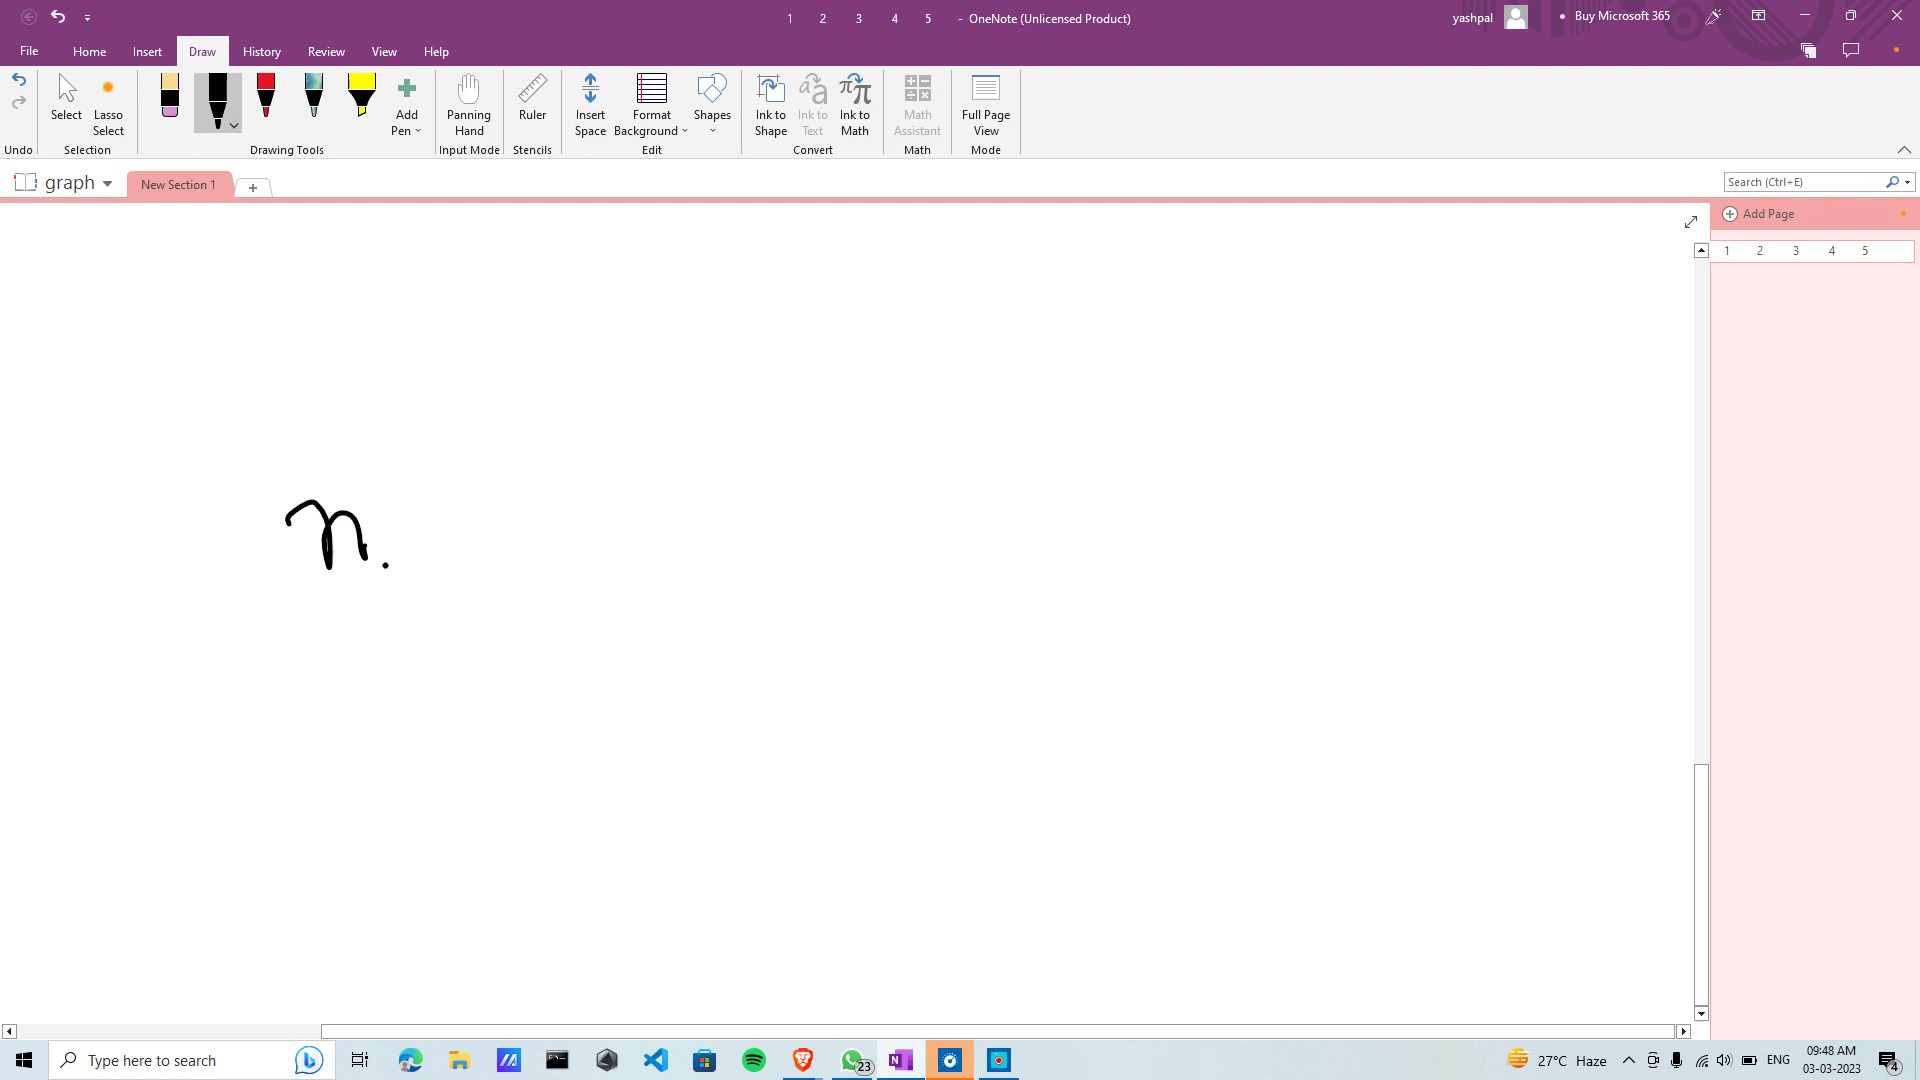 1 2 3 4 5 - OneNote (Unlicensed Product)
yashpal
Buy Microsoft 365
File Home Insert Draw History Review View Help
Select
Lasso Select
Add Pen
Panning Hand
Ruler
Insert Space
Format Background
Shapes
Ink to Shape
Ink to Text
Ink to Math
Math Assistant
Full Page View
Undo Selection Drawing Tools Input Mode Stencils Edit Convert Math Mode
graph New Section 1
Search (Ctrl+E)
Add Page
1 2 3 4 5
n.
Type here to search
23
27°C Haze
ENG
09:48 AM
03-03-2023
4